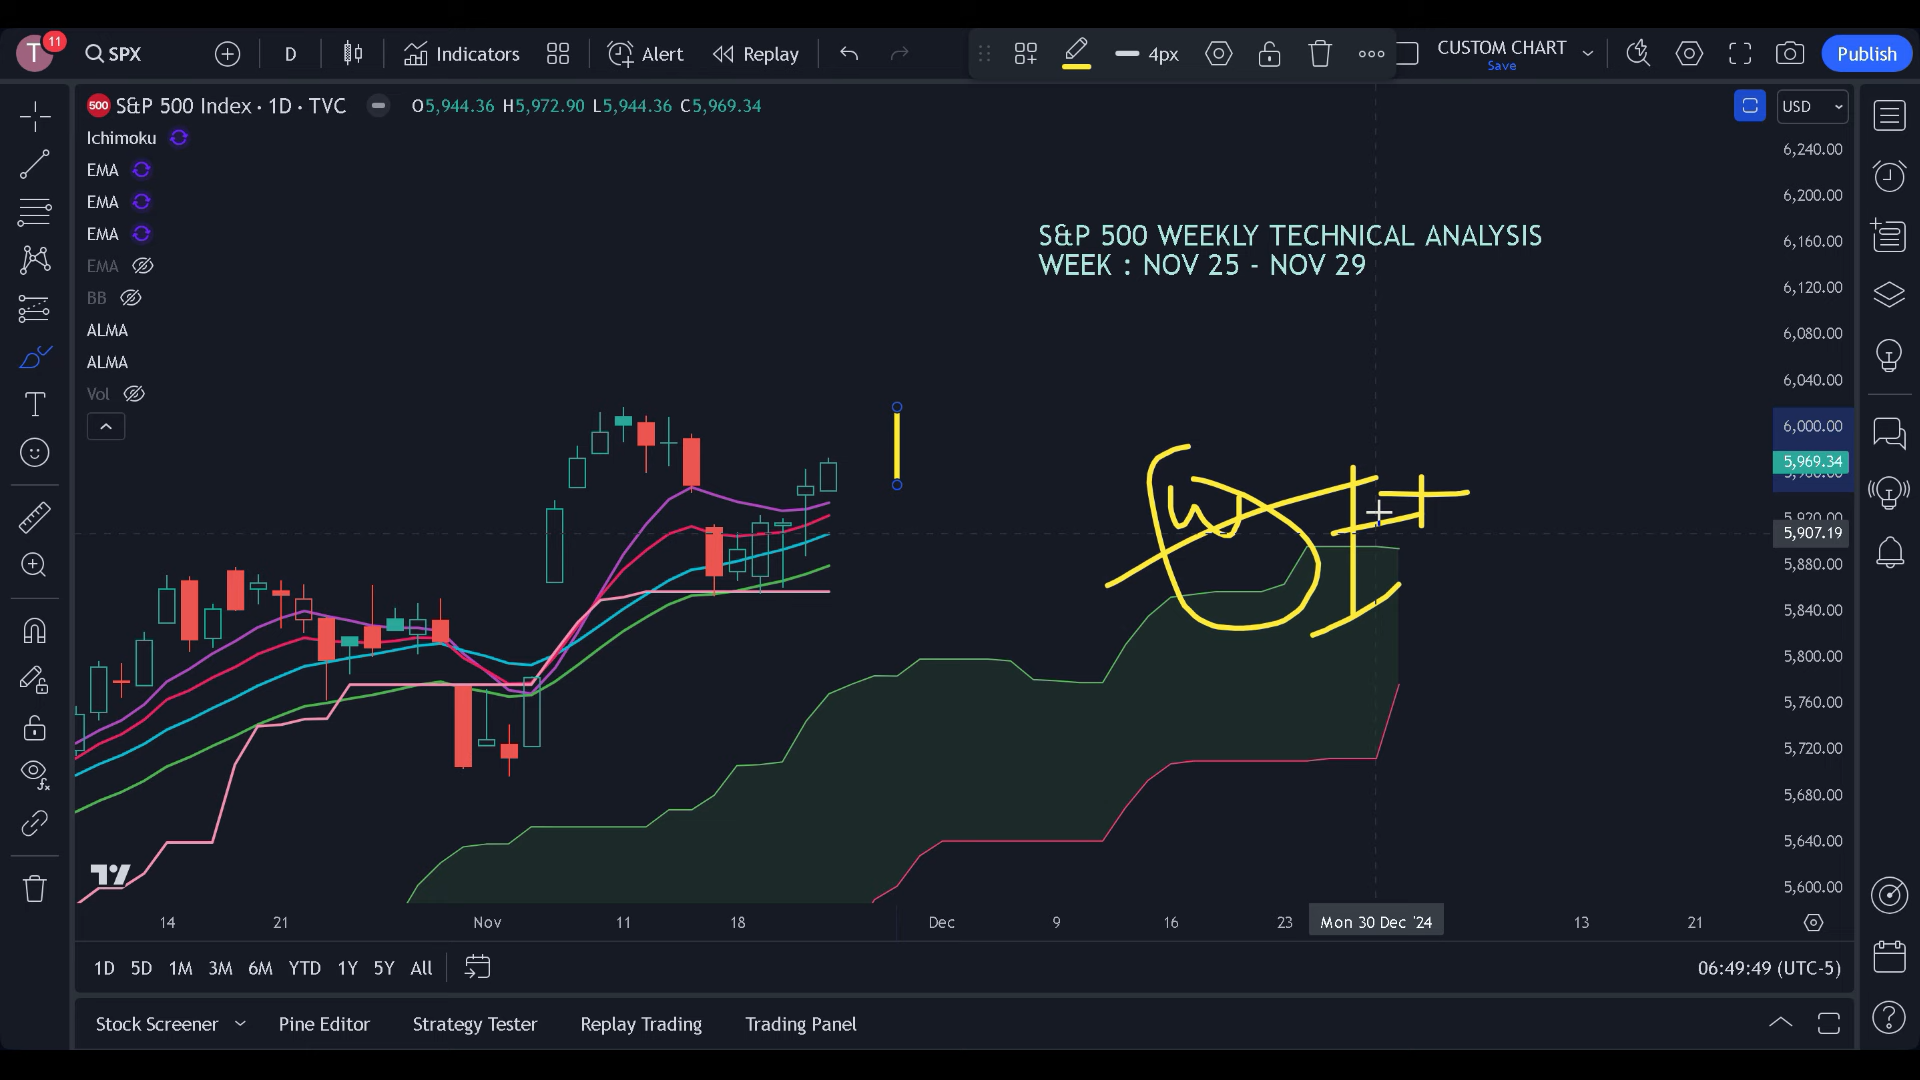 T 11 SPX D Indicators Alert Replay 4px CUSTOM CHART Save Publish
500 S&P 500 Index · 1D · TVC O5,944.36 H5,972.90 L5,944.36 C5,969.34 USD
Ichimoku
EMA
EMA
EMA
EMA
BB
ALMA
ALMA
Vol
S&P 500 WEEKLY TECHNICAL ANALYSIS
WEEK : NOV 25 - NOV 29
6,240.00
6,200.00
6,160.00
6,120.00
6,080.00
6,040.00
6,000.00
5,969.34
5,920.00
5,907.19
5,880.00
5,840.00
5,800.00
5,760.00
5,720.00
5,680.00
5,640.00
5,600.00
14 21 Nov 11 18 Dec 9 16 23 Mon 30 Dec '24 13 21
1D 5D 1M 3M 6M YTD 1Y 5Y All 06:49:49 (UTC-5)
Stock Screener Pine Editor Strategy Tester Replay Trading Trading Panel